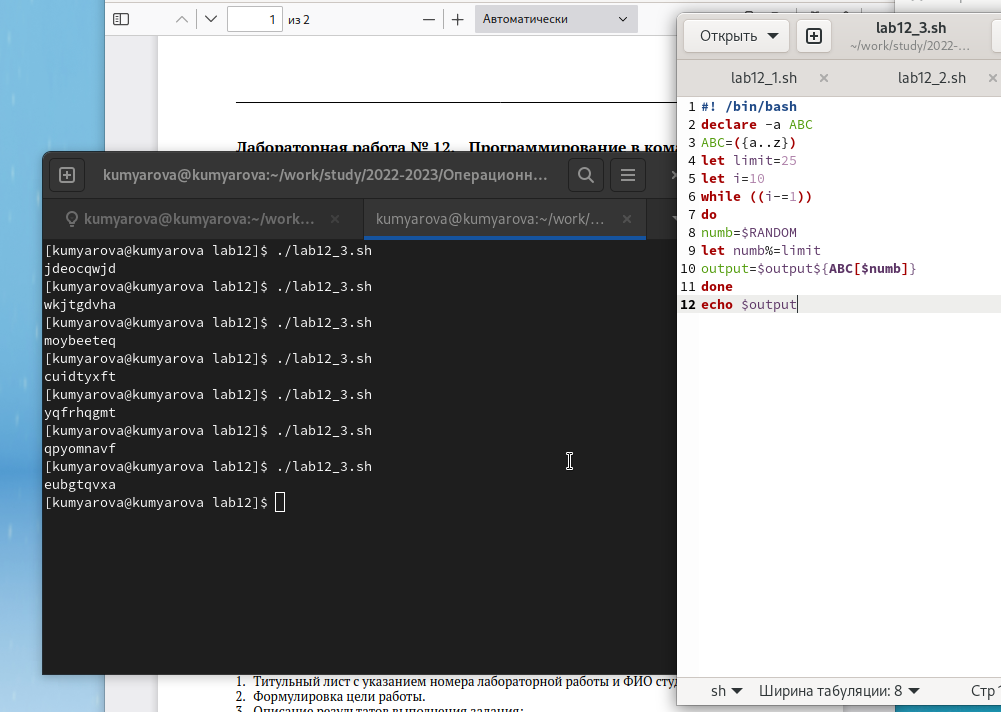 1 из 2
Автоматически
Лабораторная работа № 12. Программирование в
kumyarova@kumyarova:~/work/study/2022-2023/Операционн...
kumyarova@kumyarova:~/work...
kumyarova@kumyarova:~/work/...
[kumyarova@kumyarova lab12]$ ./lab12_3.sh
jdeocqwjd
[kumyarova@kumyarova lab12]$ ./lab12_3.sh
wkjtgdvha
[kumyarova@kumyarova lab12]$ ./lab12_3.sh
moybeeteq
[kumyarova@kumyarova lab12]$ ./lab12_3.sh
cuidtyxft
[kumyarova@kumyarova lab12]$ ./lab12_3.sh
yqfrhqgmt
[kumyarova@kumyarova lab12]$ ./lab12_3.sh
qpyomnavf
[kumyarova@kumyarova lab12]$ ./lab12_3.sh
eubgtqvxa
[kumyarova@kumyarova lab12]$
1. Титульный лист с указанием номера лабораторной работы и ФИО
2. Формулировка цели работы.
3. Описание результатов выполнения задания:
Открыть
lab12_3.sh
~/work/study/2022-...
lab12_1.sh
lab12_2.sh
1 #! /bin/bash
2 declare -a ABC
3 ABC=({a..z})
4 let limit=25
5 let i=10
6 while ((i-=1))
7 do
8 numb=$RANDOM
9 let numb%=limit
10 output=$output${ABC[$numb]}
11 done
12 echo $output
sh
Ширина табуляции: 8
Стр